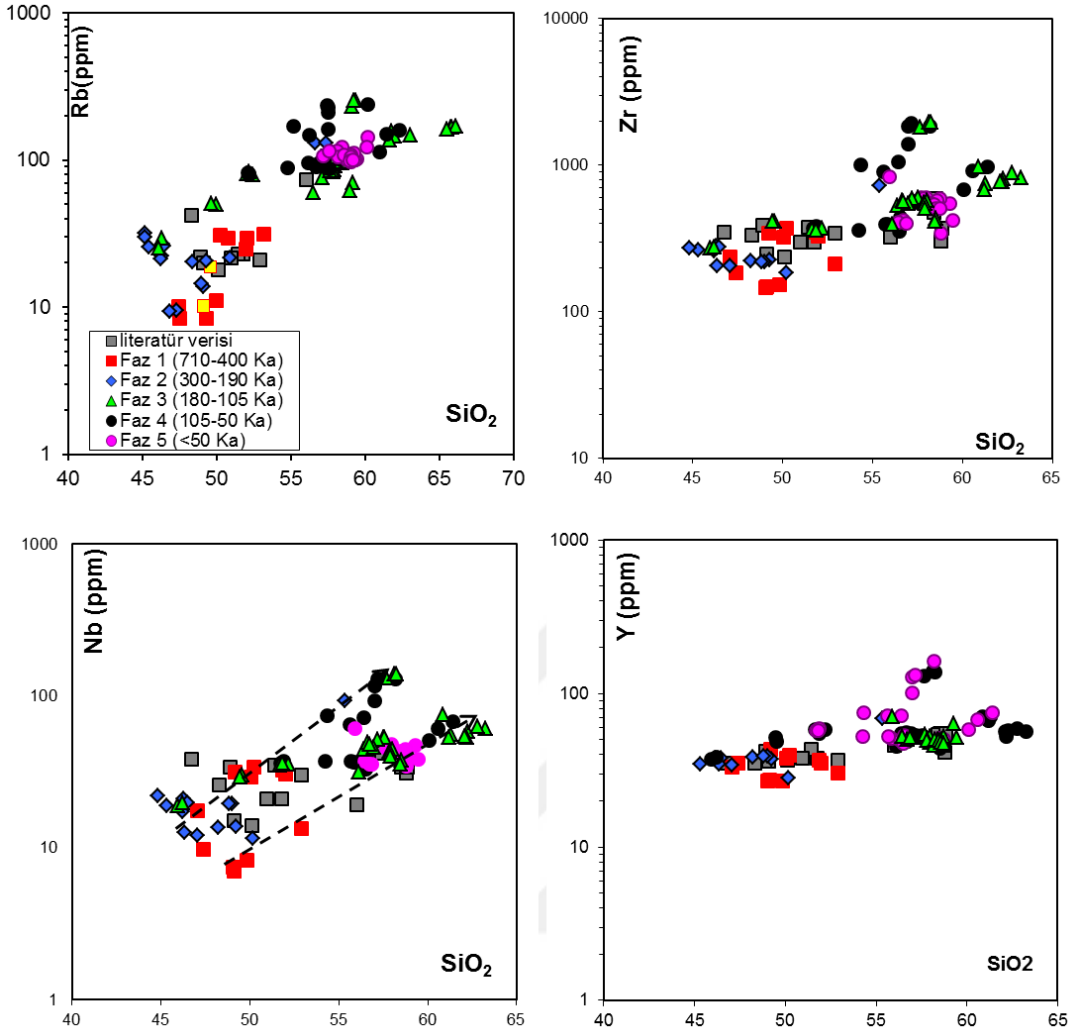 1000
100
10
1
Rb(ppm)
literatür verisi
Faz 1 (710-400 Ka)
Faz 2 (300-190 Ka)
Faz 3 (180-105 Ka)
Faz 4 (105-50 Ka)
Faz 5 (<50 Ka)
SiO₂
40 45 50 55 60 65 70
10000
1000
100
10
Zr (ppm)
SiO₂
40 45 50 55 60 65
1000
100
10
1
Nb (ppm)
SiO₂
40 45 50 55 60 65
1000
100
10
1
Y (ppm)
SiO2
40 45 50 55 60 65